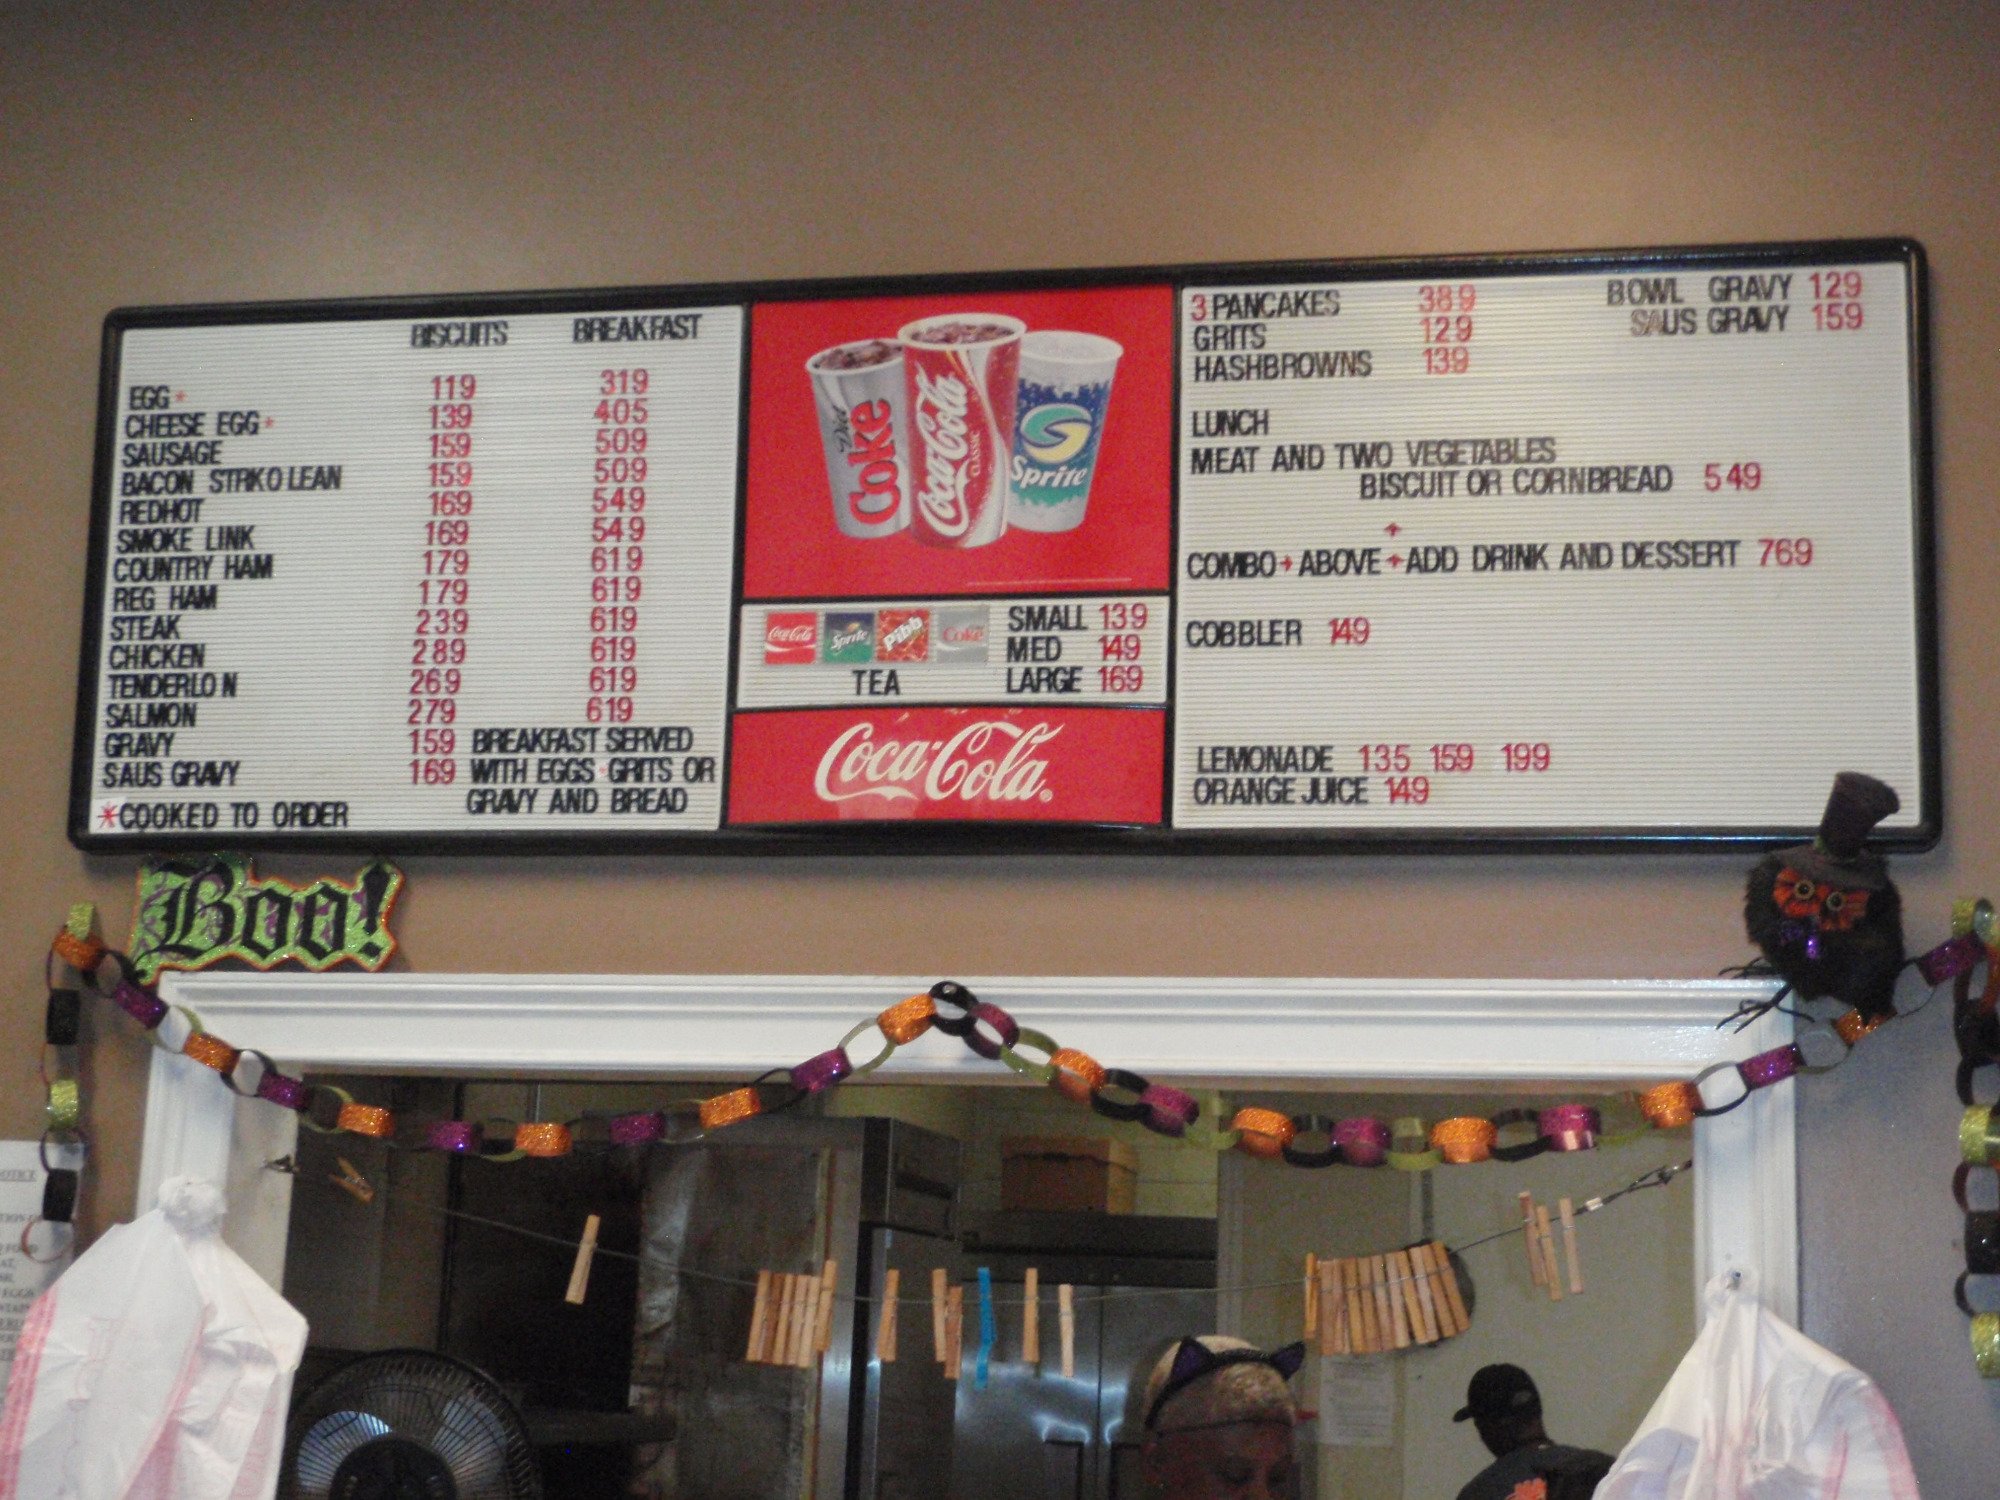 BISCUITS BREAKFAST
EGG* 119 319
CHEESE EGG* 139 405
SAUSAGE 159 509
BACON STRKO LEAN 159 509
REDHOT 169 549
SMOKE LINK 169 549
COUNTRY HAM 179 619
REG HAM 179 619
STEAK 239 619
CHICKEN 289 619
TENDERLO N 269 619
SALMON 279 619
GRAVY 159
SAUS GRAVY 169
*COOKED TO ORDER
BREAKFAST SERVED
WITH EGGS GRITS OR
GRAVY AND BREAD
Diet Coke
Coca-Cola CLASSIC
Sprite
Coca-Cola Sprite Pibb Coke
TEA
SMALL 139
MED 149
LARGE 169
Coca-Cola
3 PANCAKES 389
GRITS 129
HASHBROWNS 139
BOWL GRAVY 129
SAUS GRAVY 159
LUNCH
MEAT AND TWO VEGETABLES
BISCUIT OR CORNBREAD 549
COMBO + ABOVE + ADD DRINK AND DESSERT 769
COBBLER 149
LEMONADE 135 159 199
ORANGE JUICE 149
Boo!